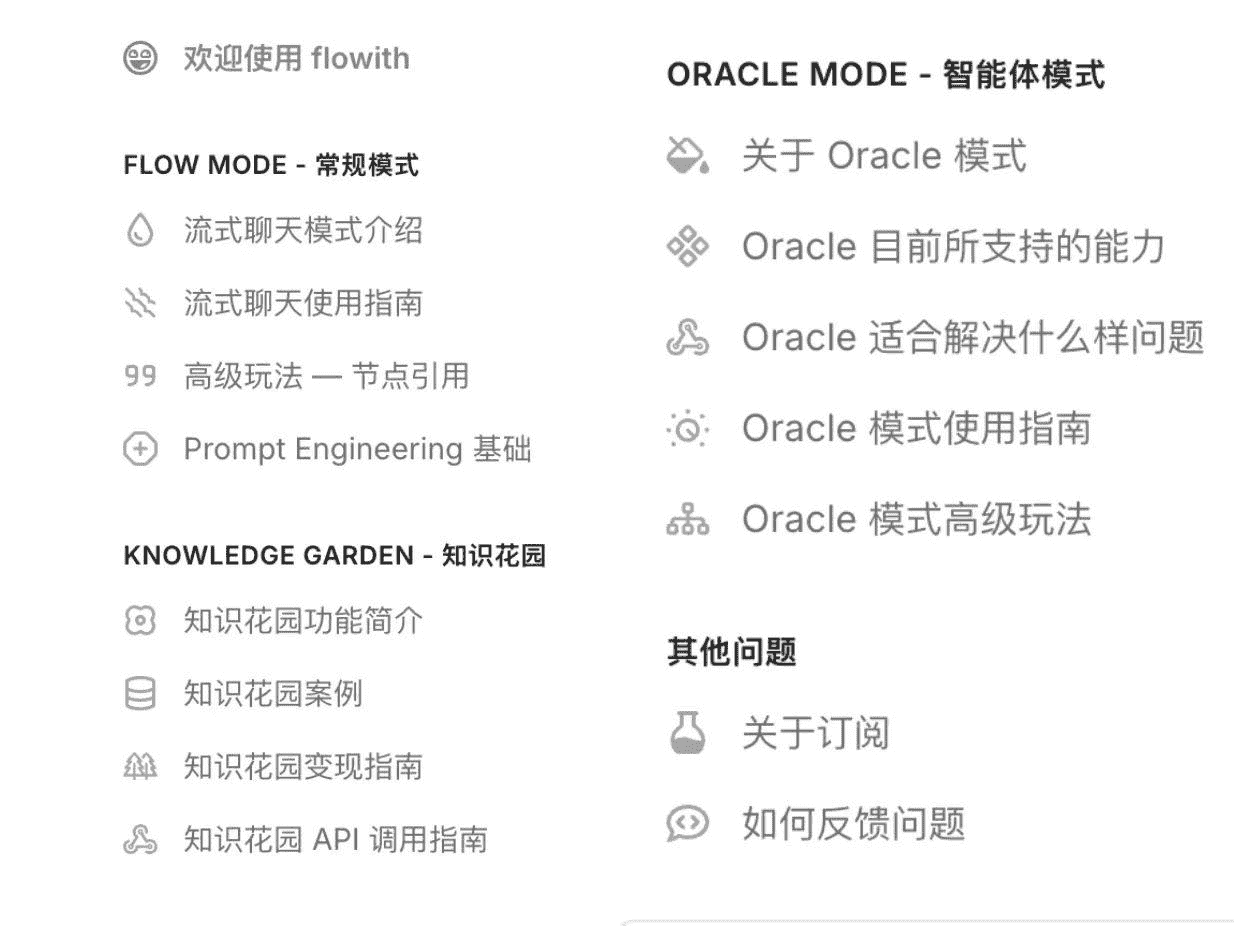 欢迎使用 flowith
FLOW MODE - 常规模式
流式聊天模式介绍
流式聊天使用指南
高级玩法 — 节点引用
Prompt Engineering 基础
KNOWLEDGE GARDEN - 知识花园
知识花园功能简介
知识花园案例
知识花园变现指南
知识花园 API 调用指南
ORACLE MODE - 智能体模式
关于 Oracle 模式
Oracle 目前所支持的能力
Oracle 适合解决什么样问题
Oracle 模式使用指南
Oracle 模式高级玩法
其他问题
关于订阅
如何反馈问题